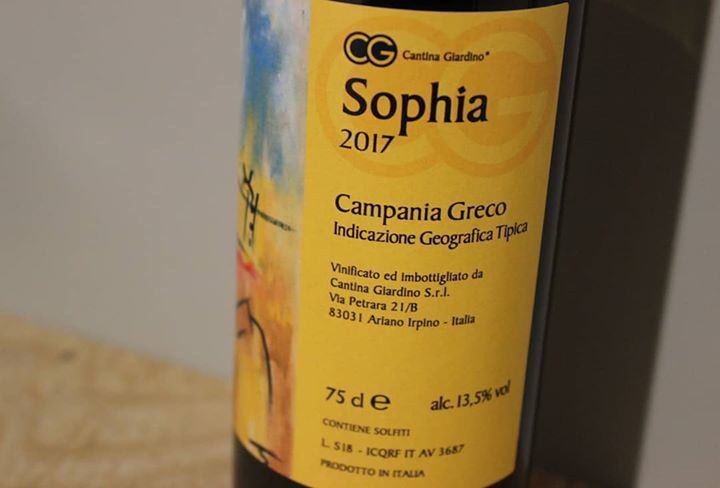 CG Cantina Giardino®
Sophia
2017
Campania Greco
Indicazione Geografica Tipica
Vinificato ed imbottigliato da
Cantina Giardino S.r.l.
Via Petrara 21/B
83031 Ariano Irpino - Italia
75 cl e alc. 13,5% vol
CONTIENE SOLFITI
L. S18 - ICQRF IT AV 3687
PRODOTTO IN ITALIA